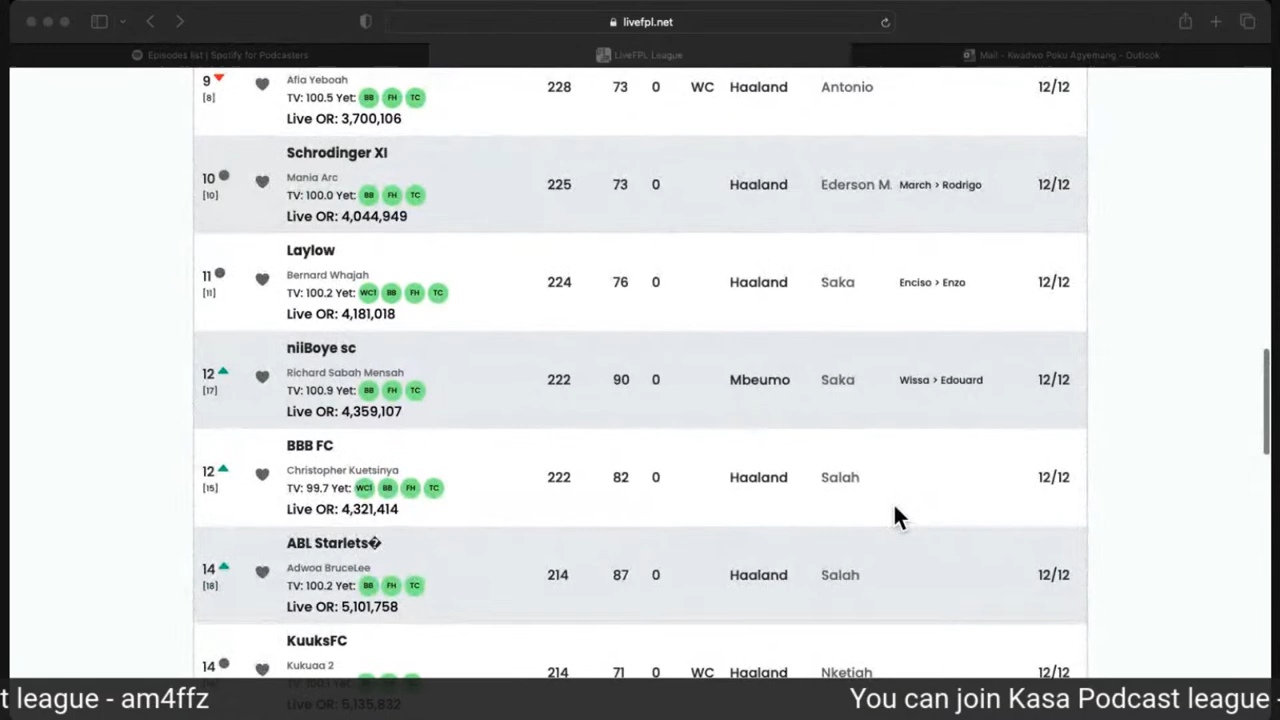 livefpl.net
Episodes list | Spotify for Podcasters
LiveFPL League
Mail - Kwadwo Poku Agyemang - Outlook
9 [8] Afia Yeboah 228 73 0 WC Haaland Antonio 12/12
TV: 100.5 Yet: BB FH TC
Live OR: 3,700,106
Schrodinger XI
10 [10] Mania Arc 225 73 0 Haaland Ederson M. March > Rodrigo 12/12
TV: 100.0 Yet: BB FH TC
Live OR: 4,044,949
Laylow
11 [11] Bernard Whajah 224 76 0 Haaland Saka Enciso > Enzo 12/12
TV: 100.2 Yet: WC1 BB FH TC
Live OR: 4,181,018
niiBoye sc
12 [17] Richard Sabah Mensah 222 90 0 Mbeumo Saka Wissa > Edouard 12/12
TV: 100.9 Yet: BB FH TC
Live OR: 4,359,107
BBB FC
12 [15] Christopher Kuetsinya 222 82 0 Haaland Salah 12/12
TV: 99.7 Yet: WC1 BB FH TC
Live OR: 4,321,414
ABL Starlets�
14 [18] Adwoa BruceLee 214 87 0 Haaland Salah 12/12
TV: 100.2 Yet: BB FH TC
Live OR: 5,101,758
KuuksFC
14 Kukuaa 2 214 71 0 WC Haaland Nketiah 12/12
5,135,832
t league - am4ffz
You can join Kasa Podcast league -